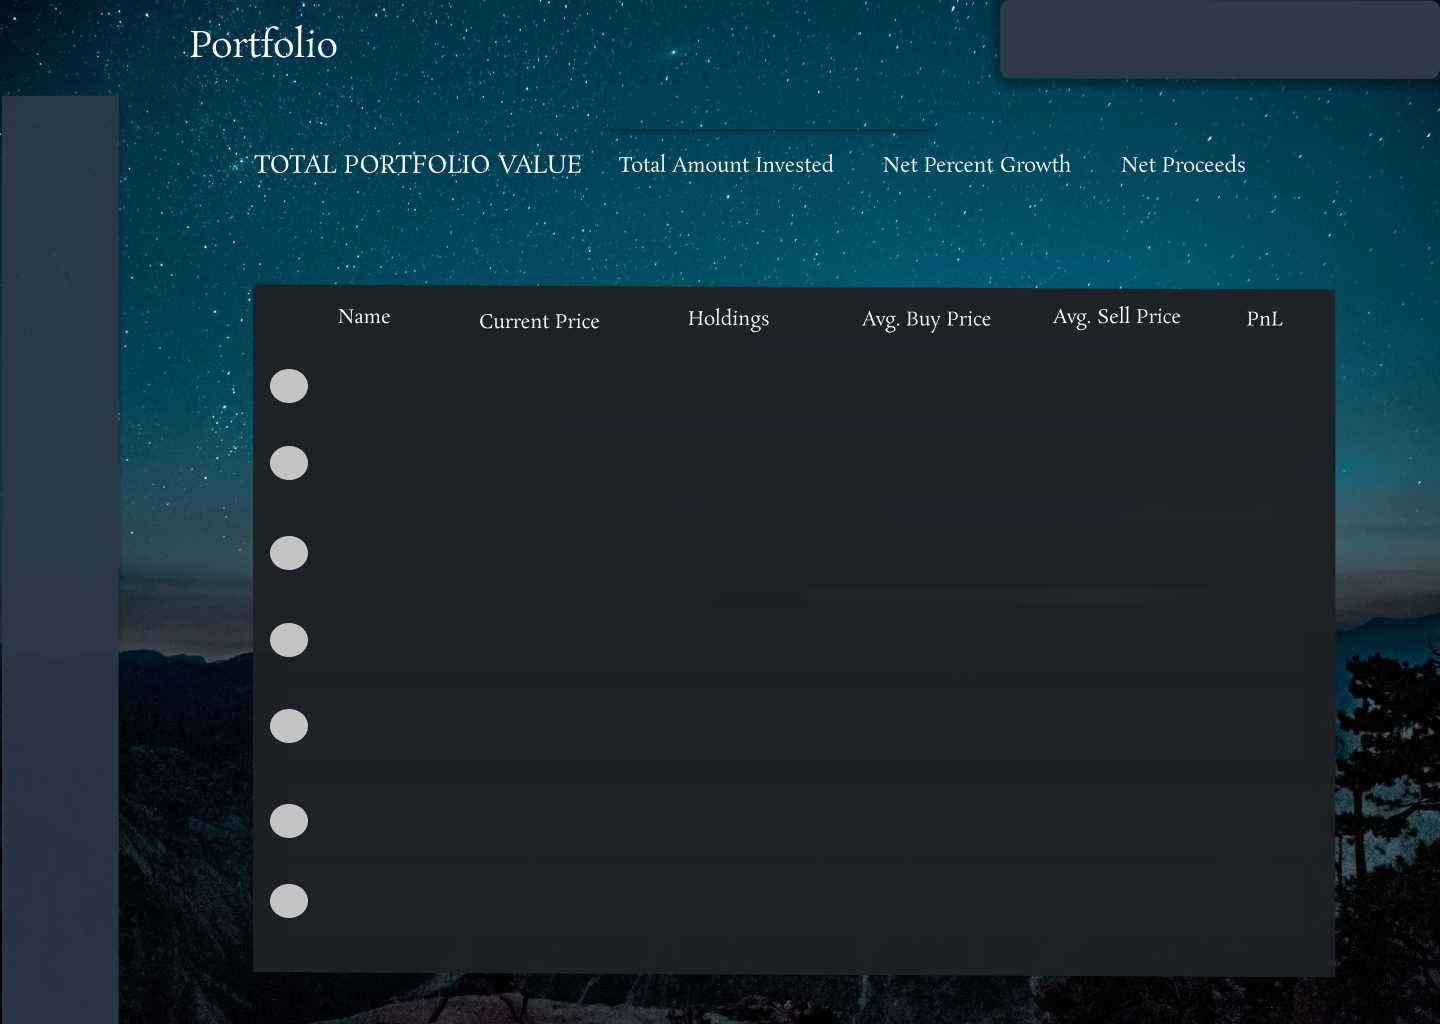 Portfolio
TOTAL PORTFOLIO VALUE Total Amount Invested Net Percent Growth Net Proceeds
Name Current Price Holdings Avg. Buy Price Avg. Sell Price PnL